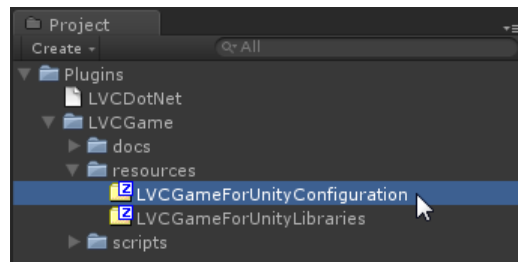 Project
Create
All
Plugins
LVCDotNet
LVCGame
docs
resources
Z LVCGameForUnityConfiguration
Z LVCGameForUnityLibraries
scripts